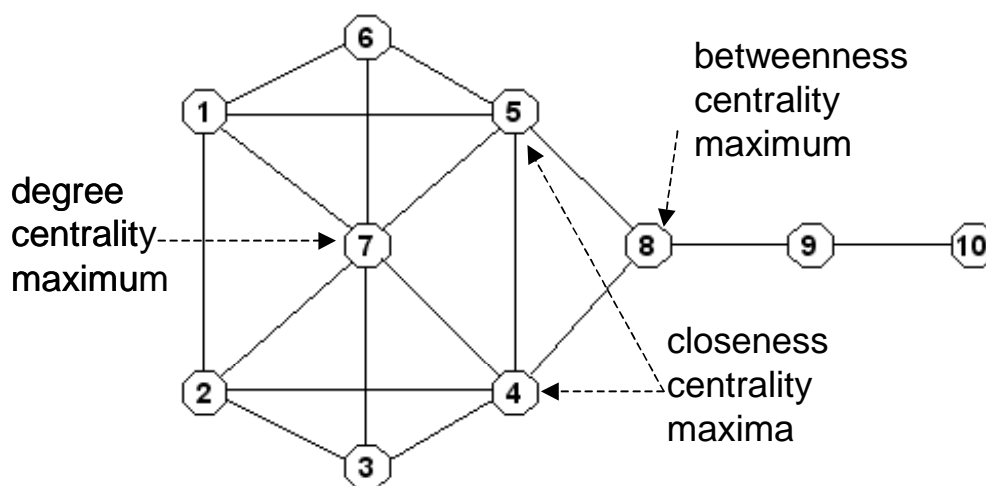 6
betweenness
centrality
maximum
1
5
degree
centrality
maximum
7
8
9
10
closeness
centrality
maxima
2
4
3